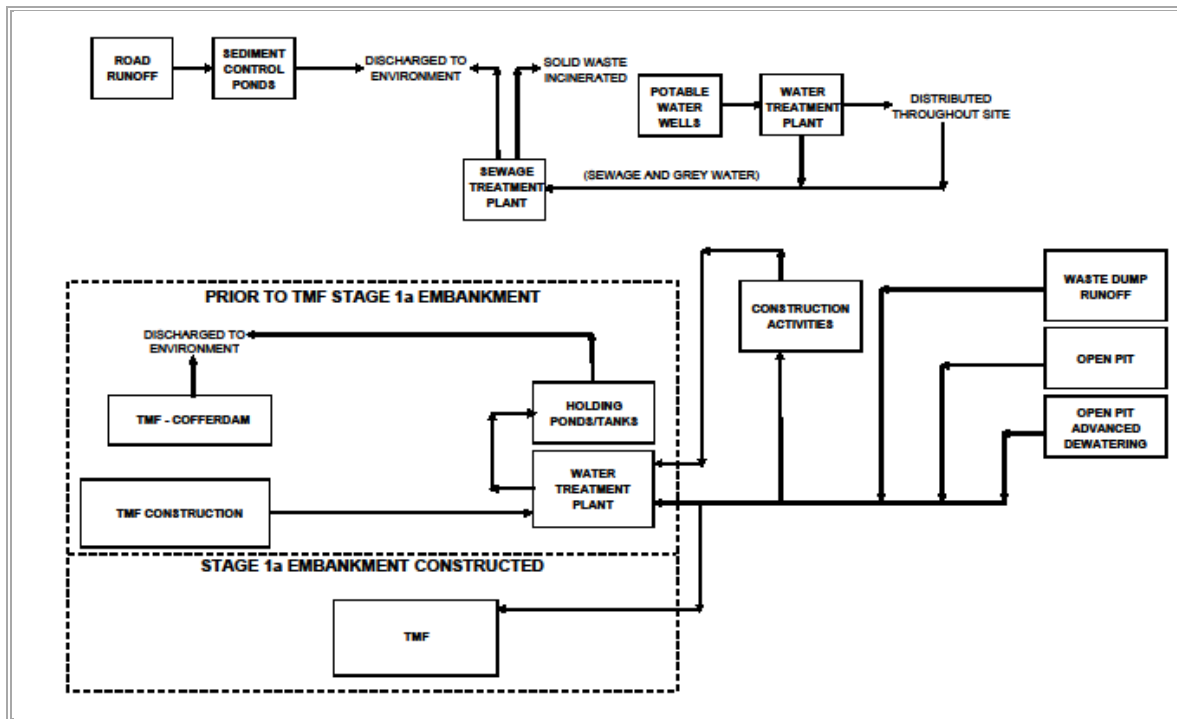 ROAD
RUNOFF
SEDIMENT
CONTROL
PONDS
DISCHARGED TO
ENVIRONMENT
SOLID WASTE
INCINERATED
POTABLE
WATER
WELLS
WATER
TREATMENT
PLANT
DISTRIBUTED
THROUGHOUT SITE
SEWAGE
TREATMENT
PLANT
(SEWAGE AND GREY WATER)
PRIOR TO TMF STAGE 1a EMBANKMENT
DISCHARGED TO
ENVIRONMENT
TMF - COFFERDAM
HOLDING
PONDS/TANKS
WATER
TREATMENT
PLANT
TMF CONSTRUCTION
CONSTRUCTION
ACTIVITIES
WASTE DUMP
RUNOFF
OPEN PIT
OPEN PIT
ADVANCED
DEWATERING
STAGE 1a EMBANKMENT CONSTRUCTED
TMF